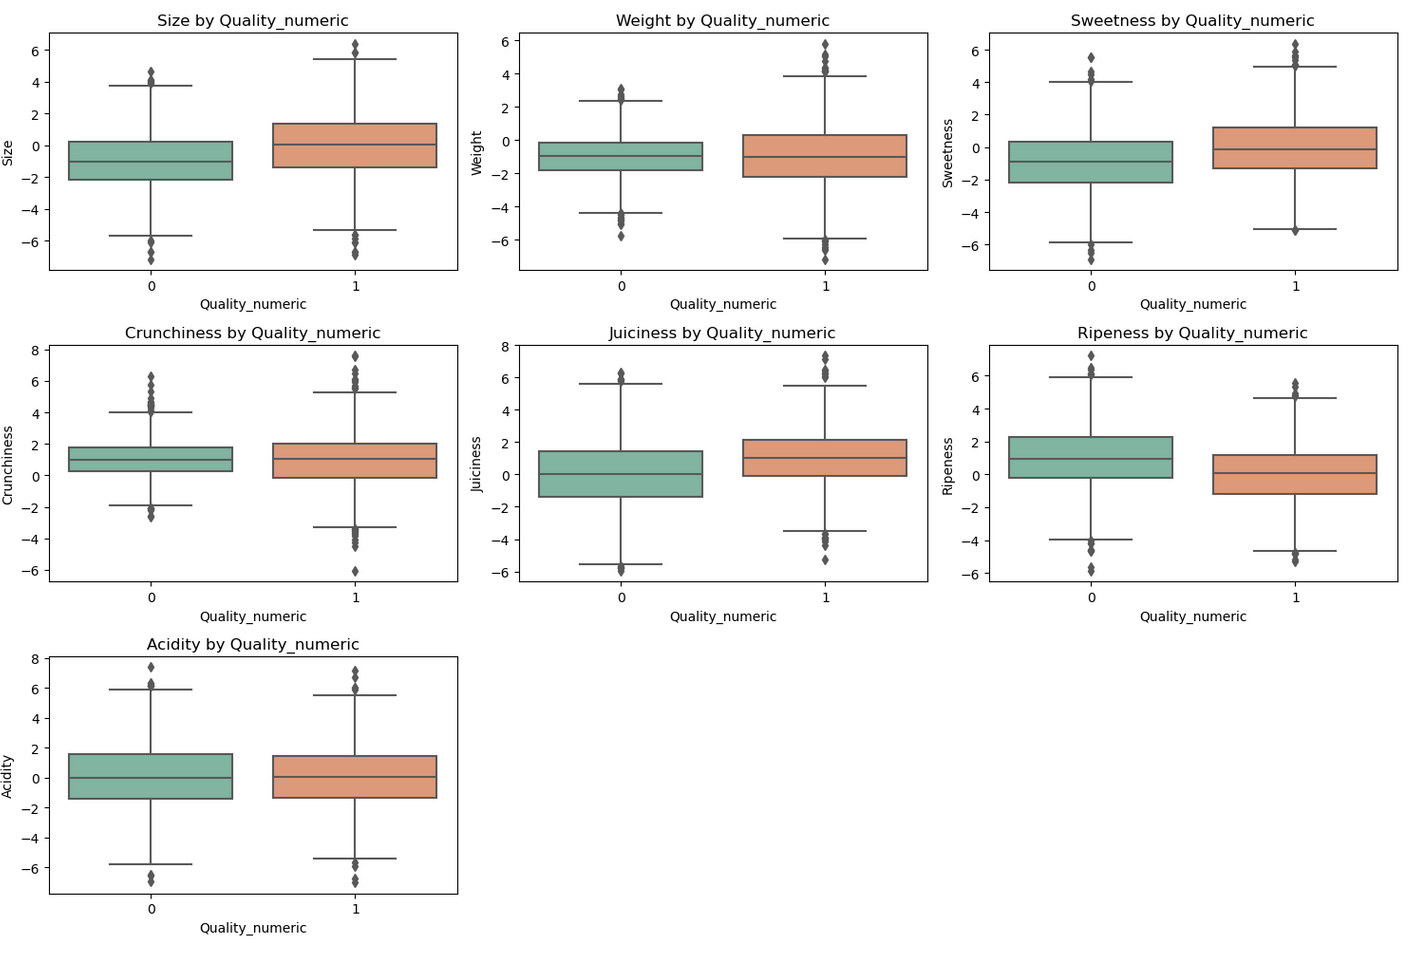 Size by Quality_numeric
Size
6
4
2
0
−2
−4
−6
0 1
Quality_numeric
Weight by Quality_numeric
Weight
6
4
2
0
−2
−4
−6
0 1
Quality_numeric
Sweetness by Quality_numeric
Sweetness
6
4
2
0
−2
−4
−6
0 1
Quality_numeric
Crunchiness by Quality_numeric
Crunchiness
8
6
4
2
0
−2
−4
−6
0 1
Quality_numeric
Juiciness by Quality_numeric
Juiciness
8
6
4
2
0
−2
−4
−6
0 1
Quality_numeric
Ripeness by Quality_numeric
Ripeness
6
4
2
0
−2
−4
−6
0 1
Quality_numeric
Acidity by Quality_numeric
Acidity
8
6
4
2
0
−2
−4
−6
0 1
Quality_numeric